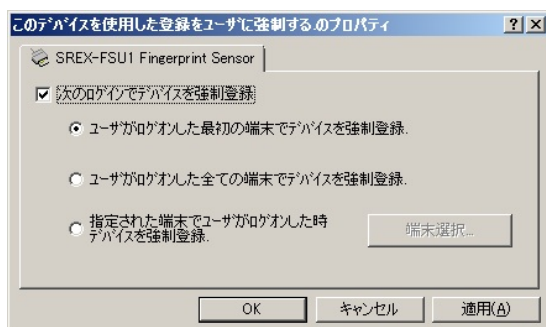 このﾃﾞﾊﾞｲｽを使用した登録をﾕｰｻﾞに強制する.のプロパティ
SREX-FSU1 Fingerprint Sensor
次のﾛｸﾞｲﾝでﾃﾞﾊﾞｲｽを強制登録
ﾕｰｻﾞがﾛｸﾞｵﾝした最初の端末でﾃﾞﾊﾞｲｽを強制登録.
ﾕｰｻﾞがﾛｸﾞｵﾝした全ての端末でﾃﾞﾊﾞｲｽを強制登録.
指定された端末でﾕｰｻﾞがﾛｸﾞｵﾝした時
ﾃﾞﾊﾞｲｽを強制登録.
端末選択...
OK キャンセル 適用(A)